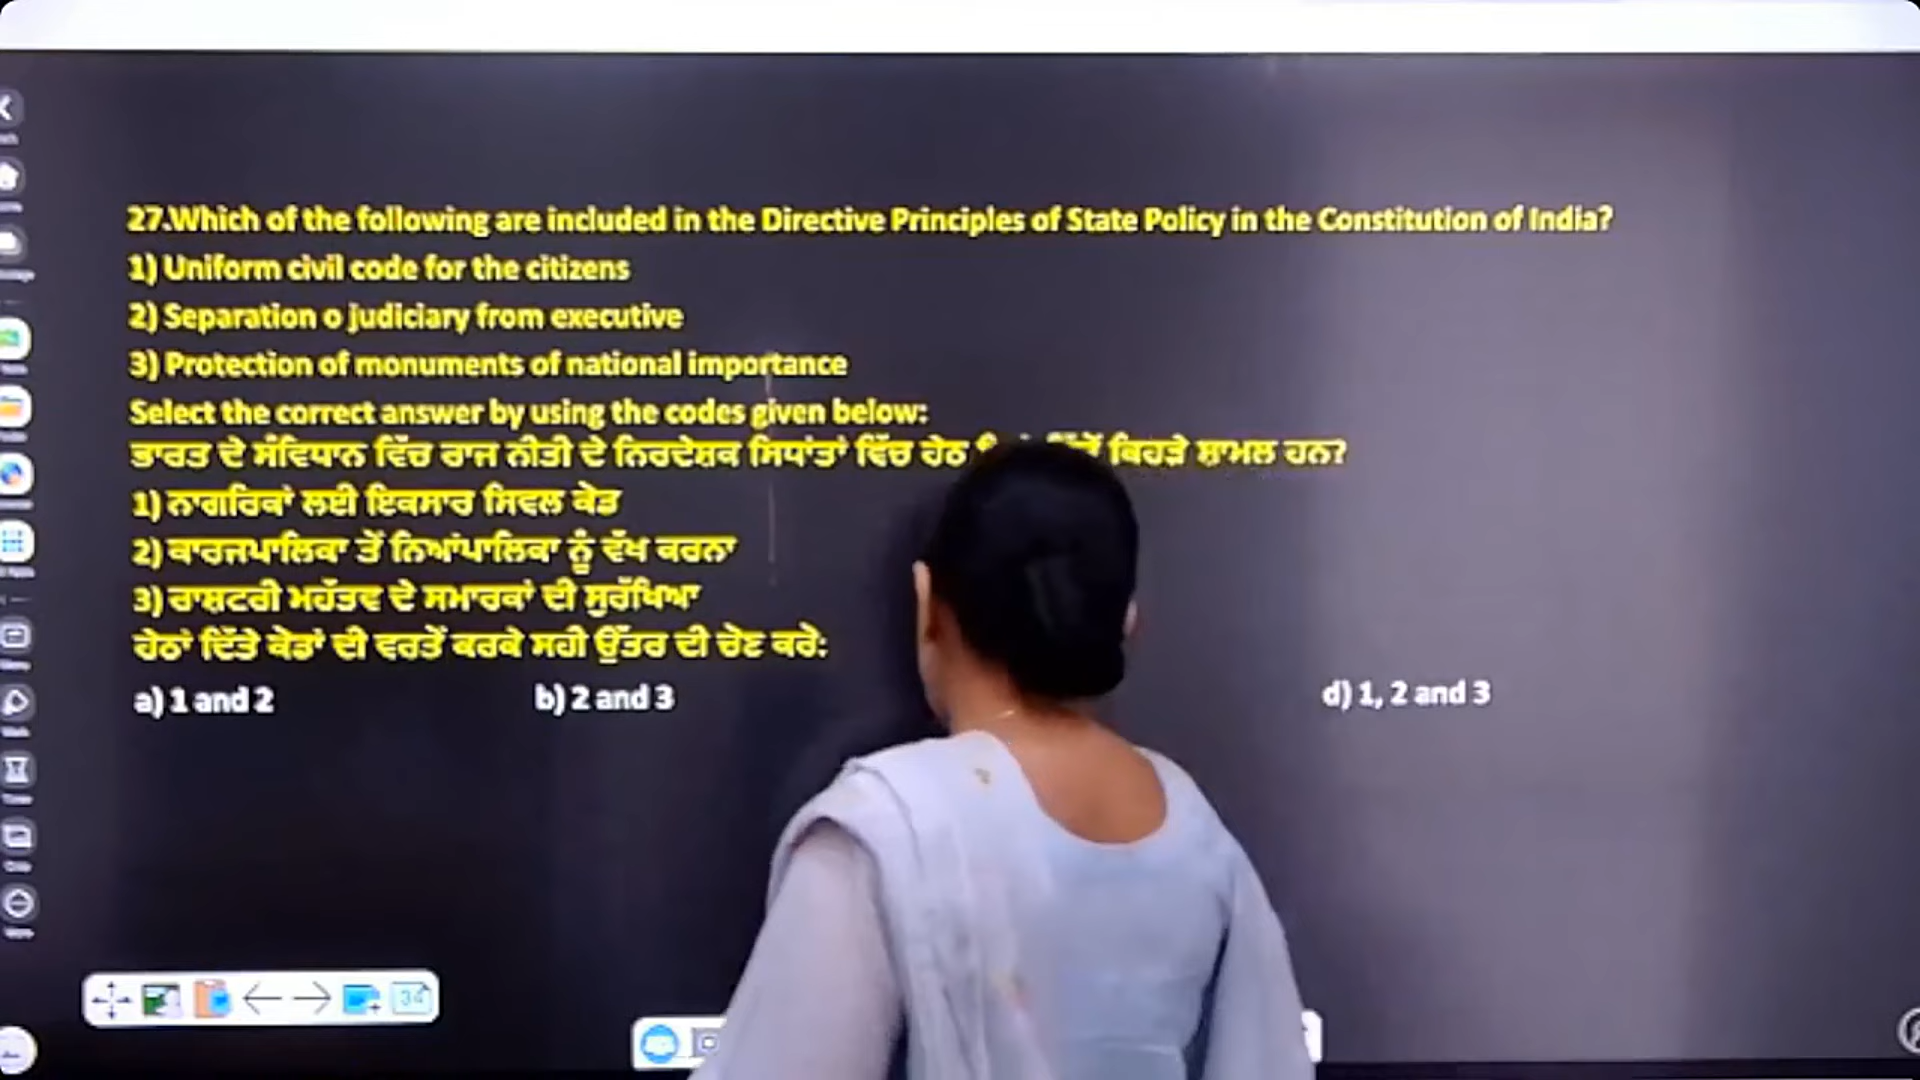 27.Which of the following are included in the Directive Principles of State Policy in the Constitution of India?
1) Uniform civil code for the citizens
2) Separation o judiciary from executive
3) Protection of monuments of national importance
Select the correct answer by using the codes given below:
ਭਾਰਤ ਦੇ ਸੰਵਿਧਾਨ ਵਿੱਚ ਰਾਜ ਨੀਤੀ ਦੇ ਨਿਰਦੇਸ਼ਕ ਸਿਧਾਂਤਾਂ ਵਿੱਚ ਹੇਠ ਕਿਹੜੇ ਸ਼ਾਮਲ ਹਨ?
1) ਨਾਗਰਿਕਾਂ ਲਈ ਇਕਸਾਰ ਸਿਵਲ ਕੋਡ
2) ਕਾਰਜਪਾਲਿਕਾ ਤੋਂ ਨਿਆਂਪਾਲਿਕਾ ਨੂੰ ਵੱਖ ਕਰਨਾ
3) ਰਾਸ਼ਟਰੀ ਮਹੱਤਵ ਦੇ ਸਮਾਰਕਾਂ ਦੀ ਸੁਰੱਖਿਆ
ਹੇਠਾਂ ਦਿੱਤੇ ਕੋਡਾਂ ਦੀ ਵਰਤੋਂ ਕਰਕੇ ਸਹੀ ਉੱਤਰ ਦੀ ਚੋਣ ਕਰੋ:
a) 1 and 2 b) 2 and 3 d) 1, 2 and 3
34